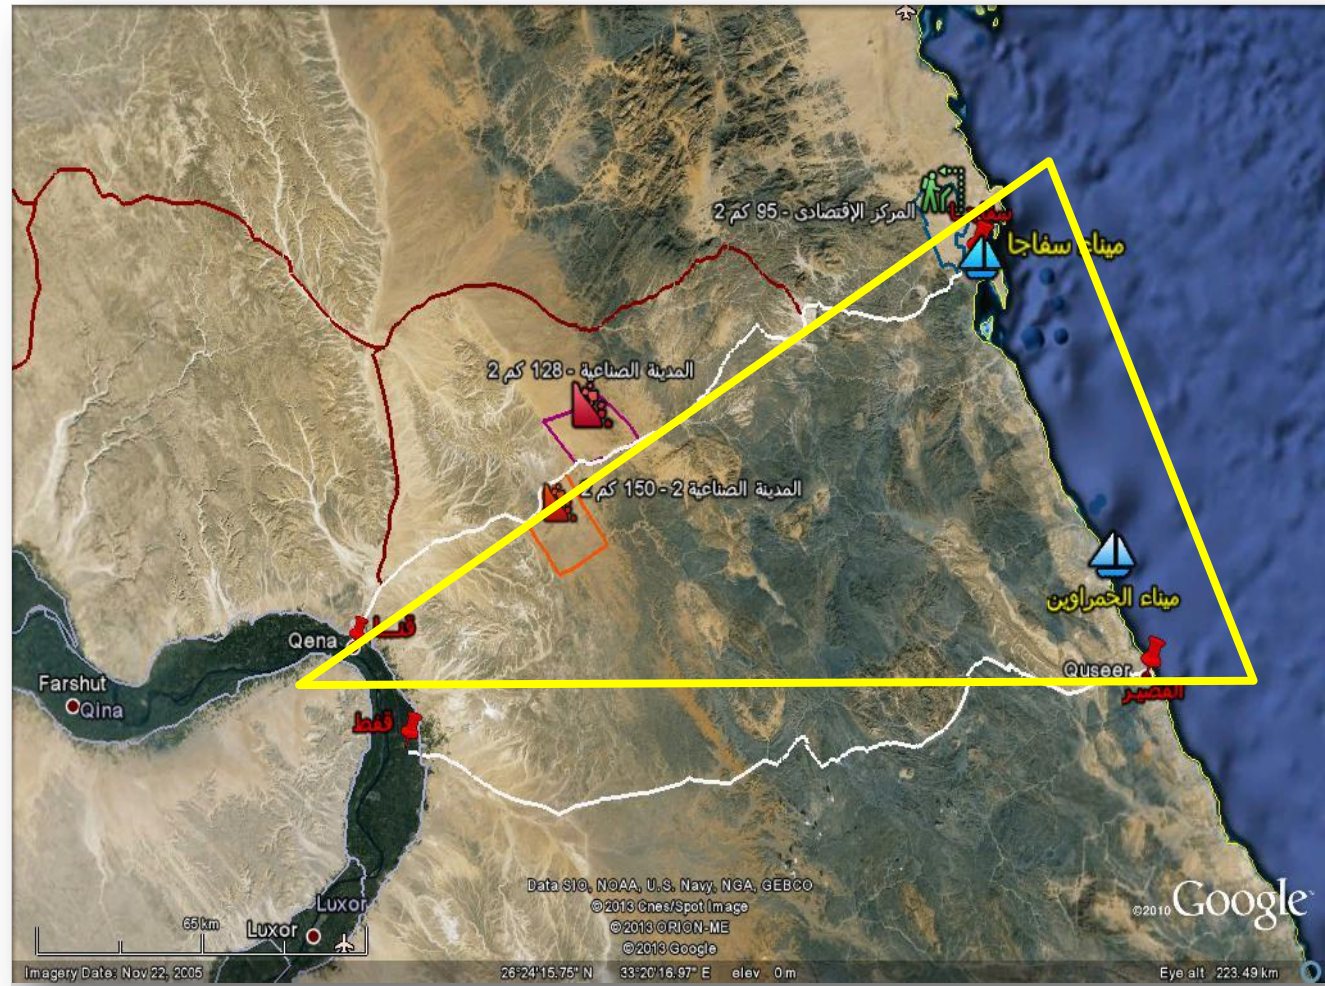 المركز الإقتصادى - 95 كم 2
سفاجا
ميناء سفاجا
المدينة الصناعية - 128 كم 2
المدينة الصناعية 2 - 150 كم 2
ميناء الحمراوين
Qena
قنا
Quseer
القصير
Farshut
Qina
قفط
Luxor
Luxor
65 km
Data SIO, NOAA, U.S. Navy, NGA, GEBCO
© 2013 Cnes/Spot Image
© 2013 ORION-ME
© 2013 Google
©2010 Google
Imagery Date: Nov 22, 2005
26°24'15.75" N 33°20'16.97" E elev 0 m
Eye alt 223.49 km